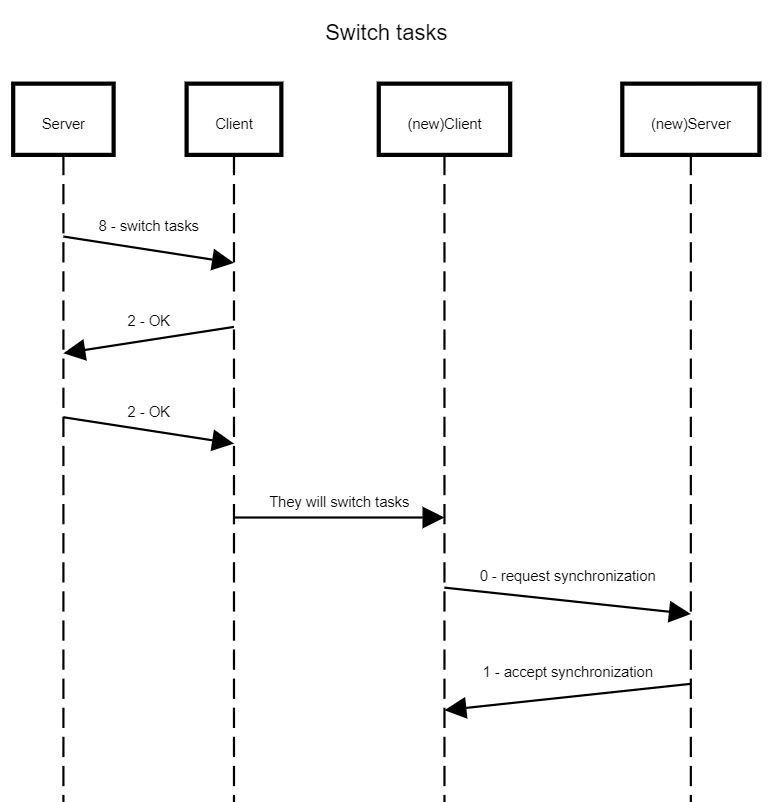 Switch tasks
Server
Client
(new)Client
(new)Server
8 - switch tasks
2 - OK
2 - OK
They will switch tasks
0 - request synchronization
1 - accept synchronization